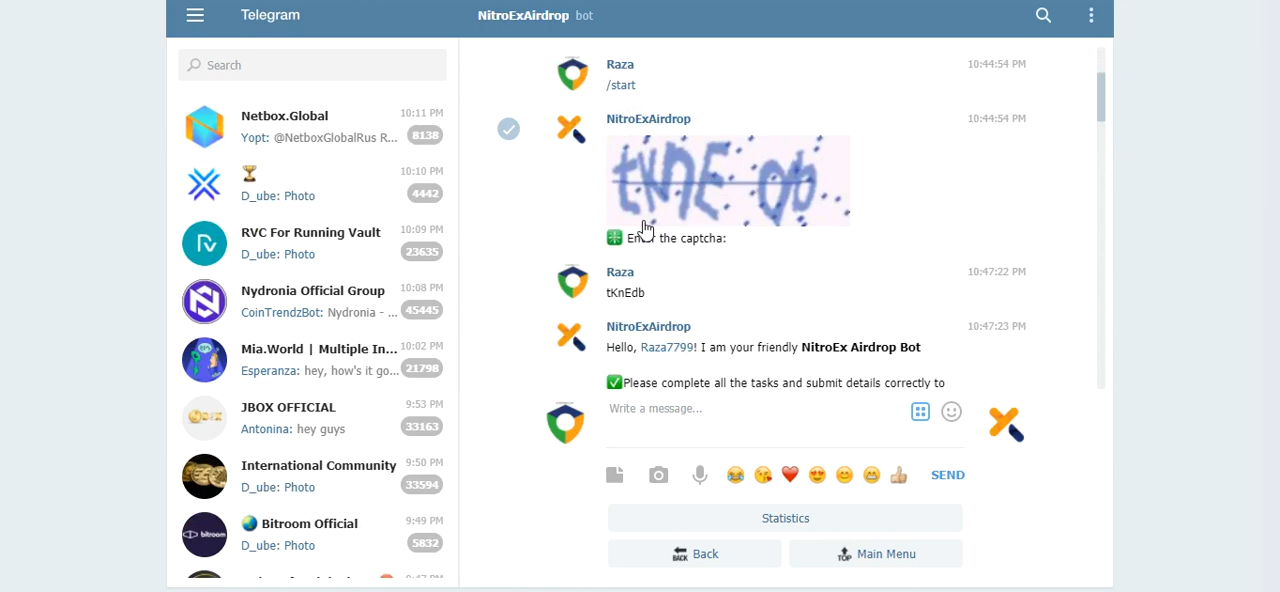 Telegram
NitroExAirdrop bot
Search
Netbox.Global 10:11 PM
Yopt: @NetboxGlobalRus R... 8138
10:10 PM
D_ube: Photo 4442
RVC For Running Vault 10:09 PM
D_ube: Photo 23635
Nydronia Official Group 10:08 PM
CoinTrendzBot: Nydronia - ... 45445
Mia.World | Multiple In... 10:02 PM
Esperanza: hey, how's it go... 21798
JBOX OFFICIAL 9:53 PM
Antonina: hey guys 33163
International Community 9:50 PM
D_ube: Photo 33594
Bitroom Official 9:49 PM
D_ube: Photo 5832
bitroom
Raza 10:44:54 PM
/start
NitroExAirdrop 10:44:54 PM
Enter the captcha:
Raza 10:47:22 PM
tKnEdb
NitroExAirdrop 10:47:23 PM
Hello, Raza7799! I am your friendly NitroEx Airdrop Bot
Please complete all the tasks and submit details correctly to
Write a message...
SEND
Statistics
BACK Back
TOP Main Menu